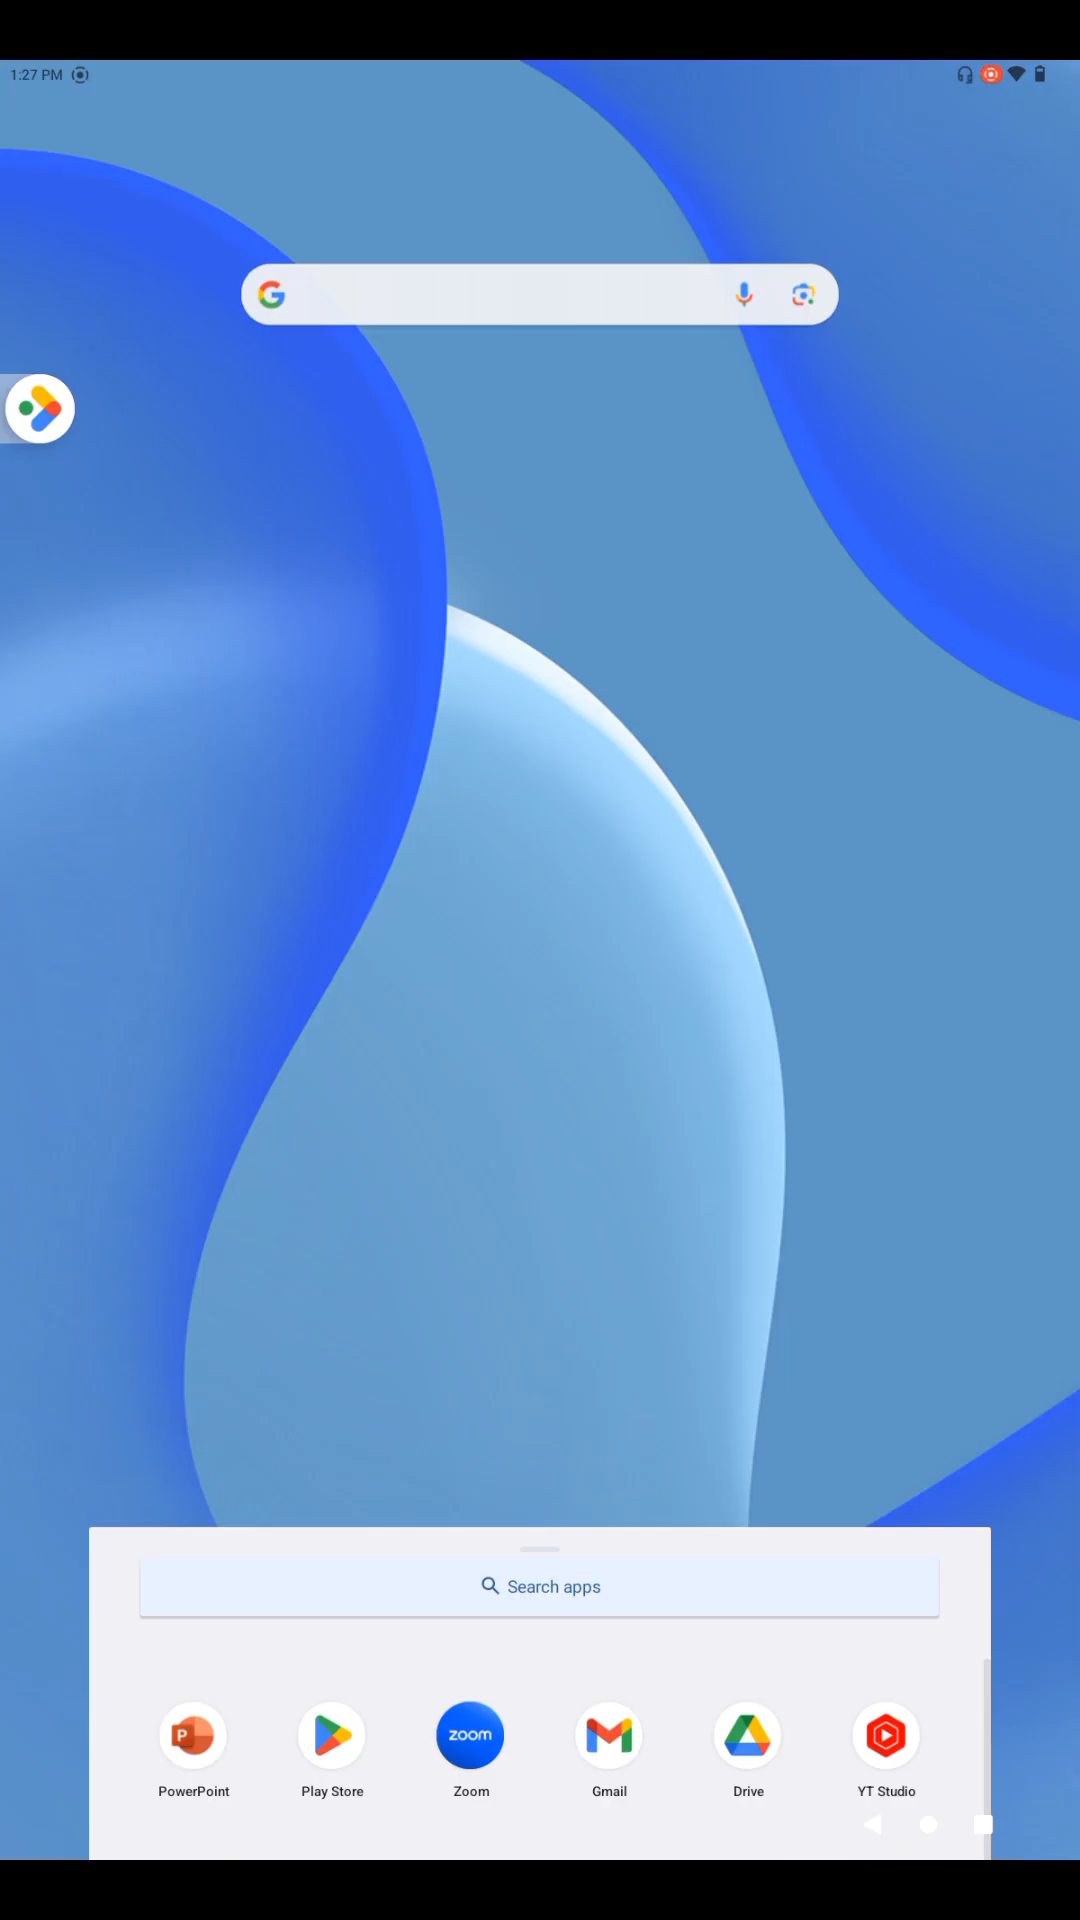 1:27 PM
Search apps
P
zoom
PowerPoint
Play Store
Zoom
Gmail
Drive
YT Studio